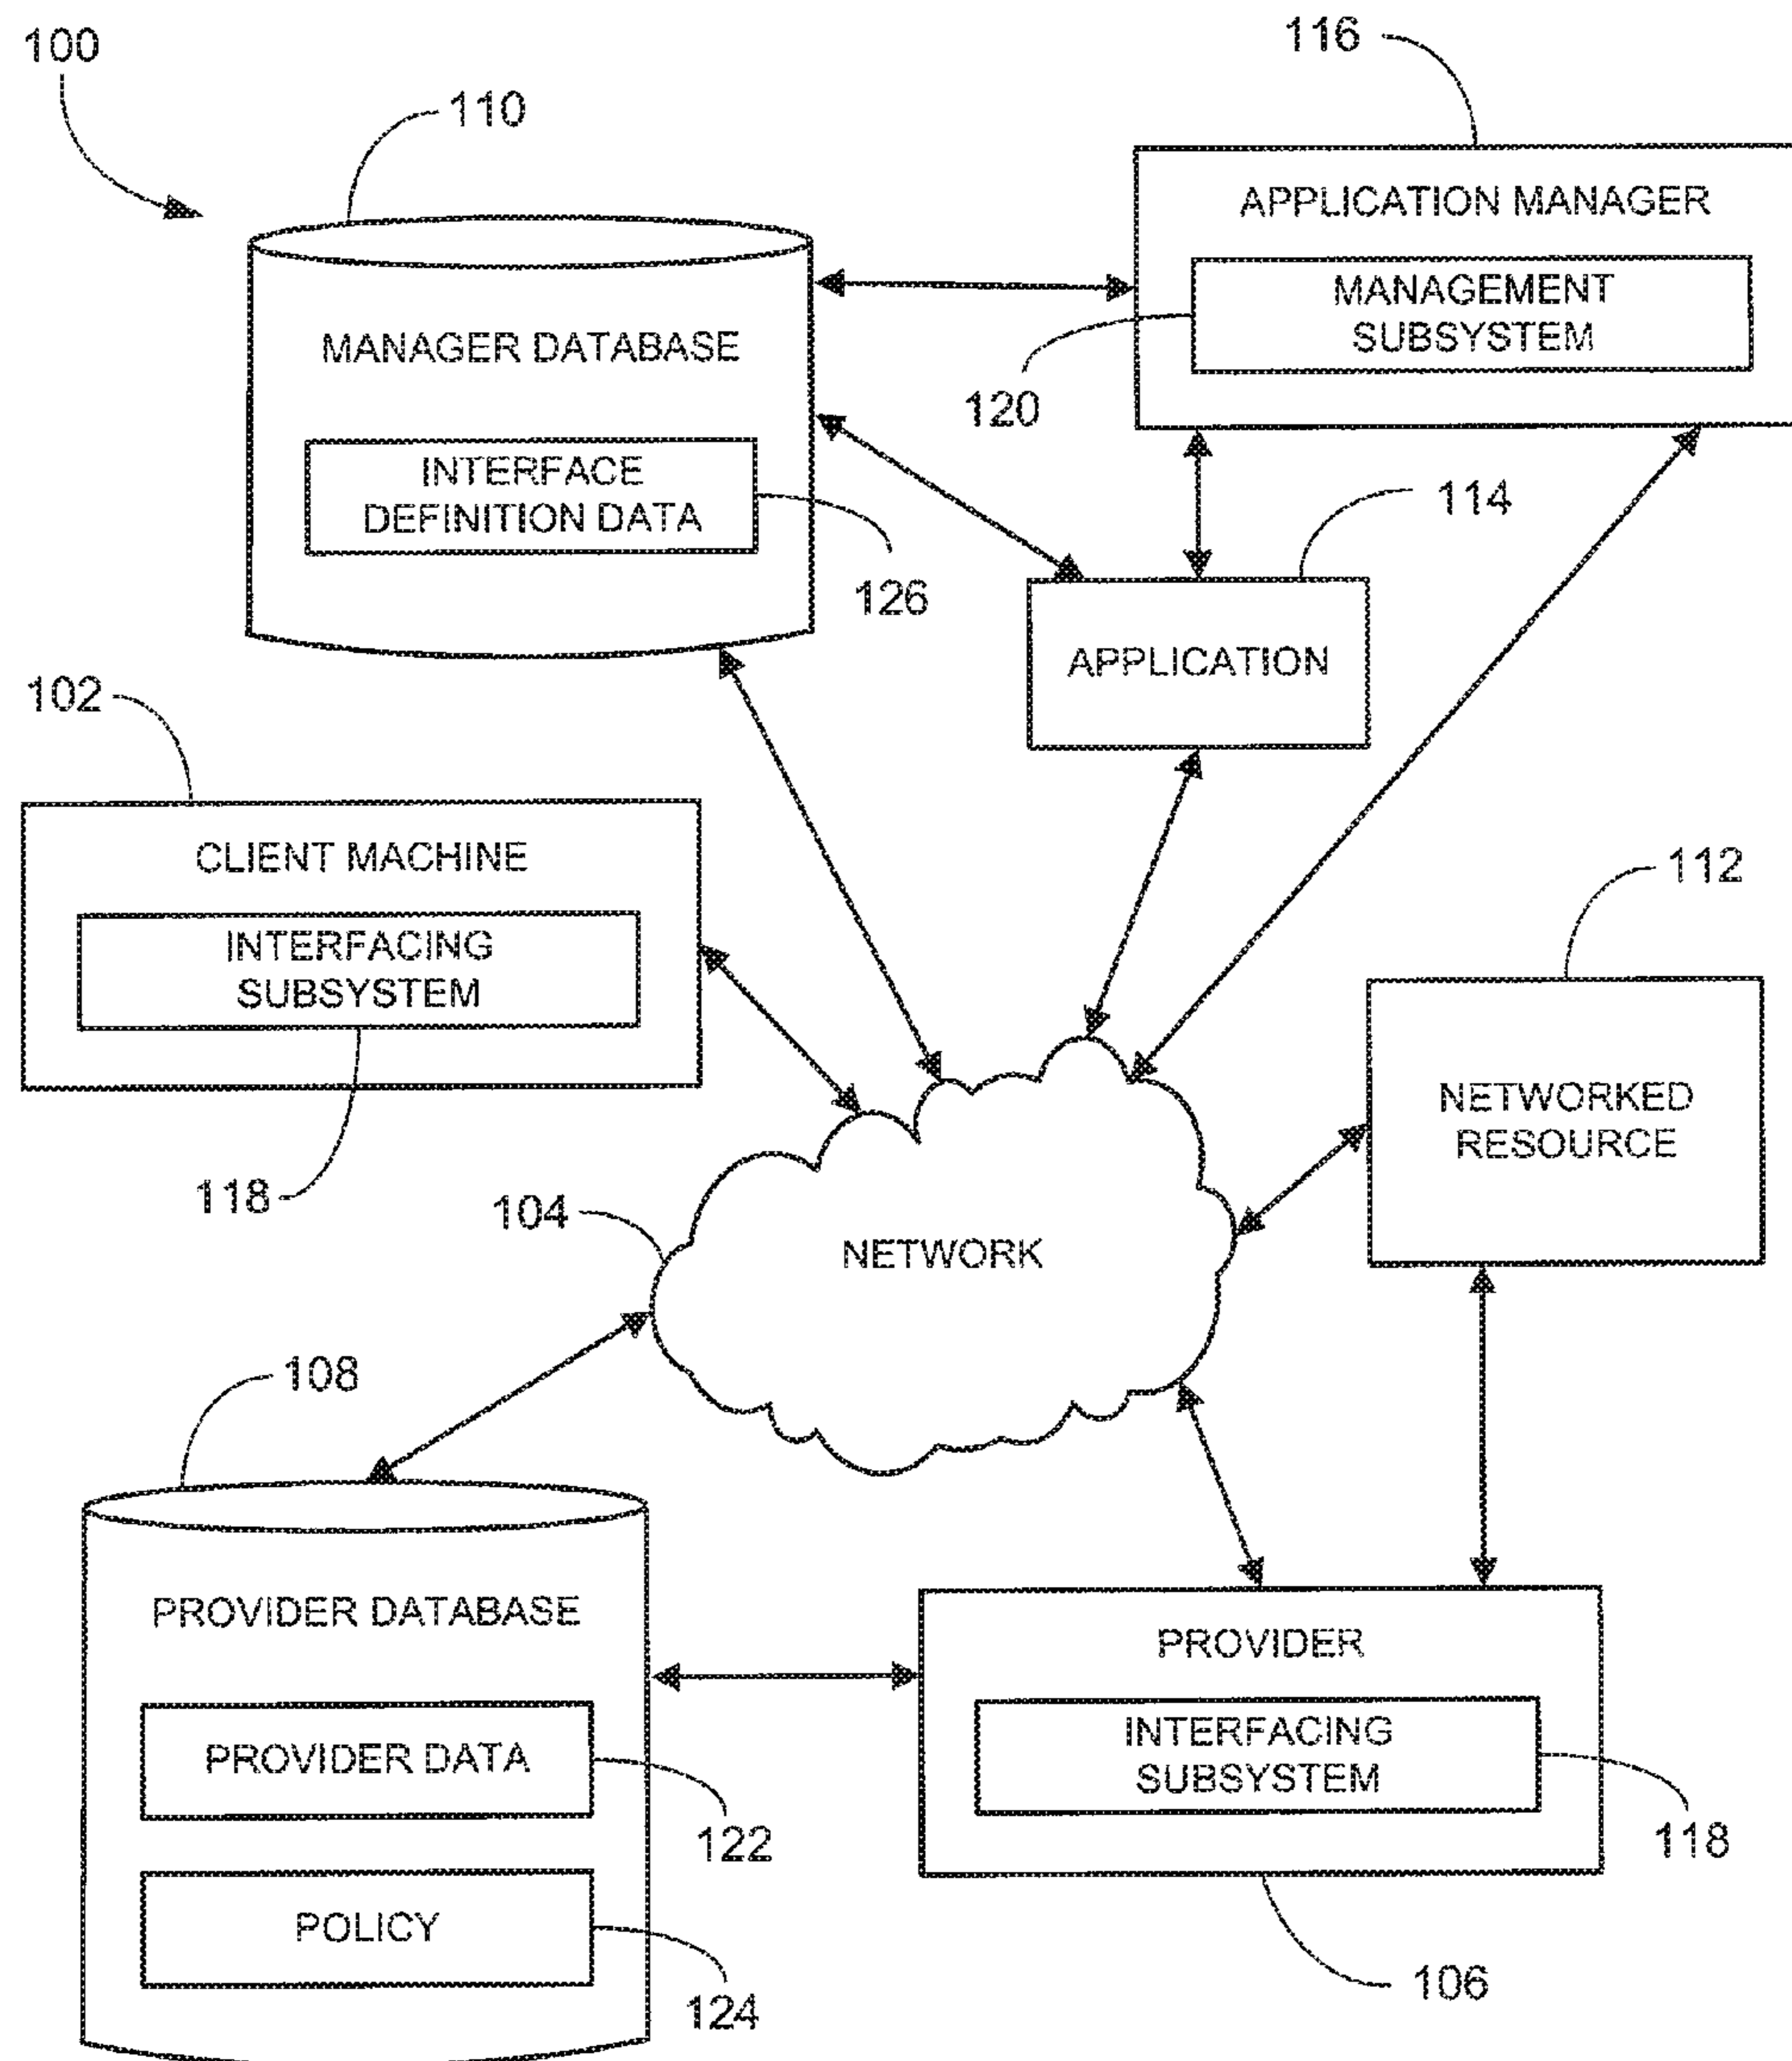 100
116
110
APPLICATION MANAGER
MANAGEMENT
SUBSYSTEM
MANAGER DATABASE
120
INTERFACE
DEFINITION DATA
114
126
APPLICATION
102
CLIENT MACHINE
112
INTERFACING
SUBSYSTEM
NETWORKED
RESOURCE
118
104
NETWORK
108
PROVIDER DATABASE
PROVIDER
INTERFACING
SUBSYSTEM
PROVIDER DATA
122
118
POLICY
106
124